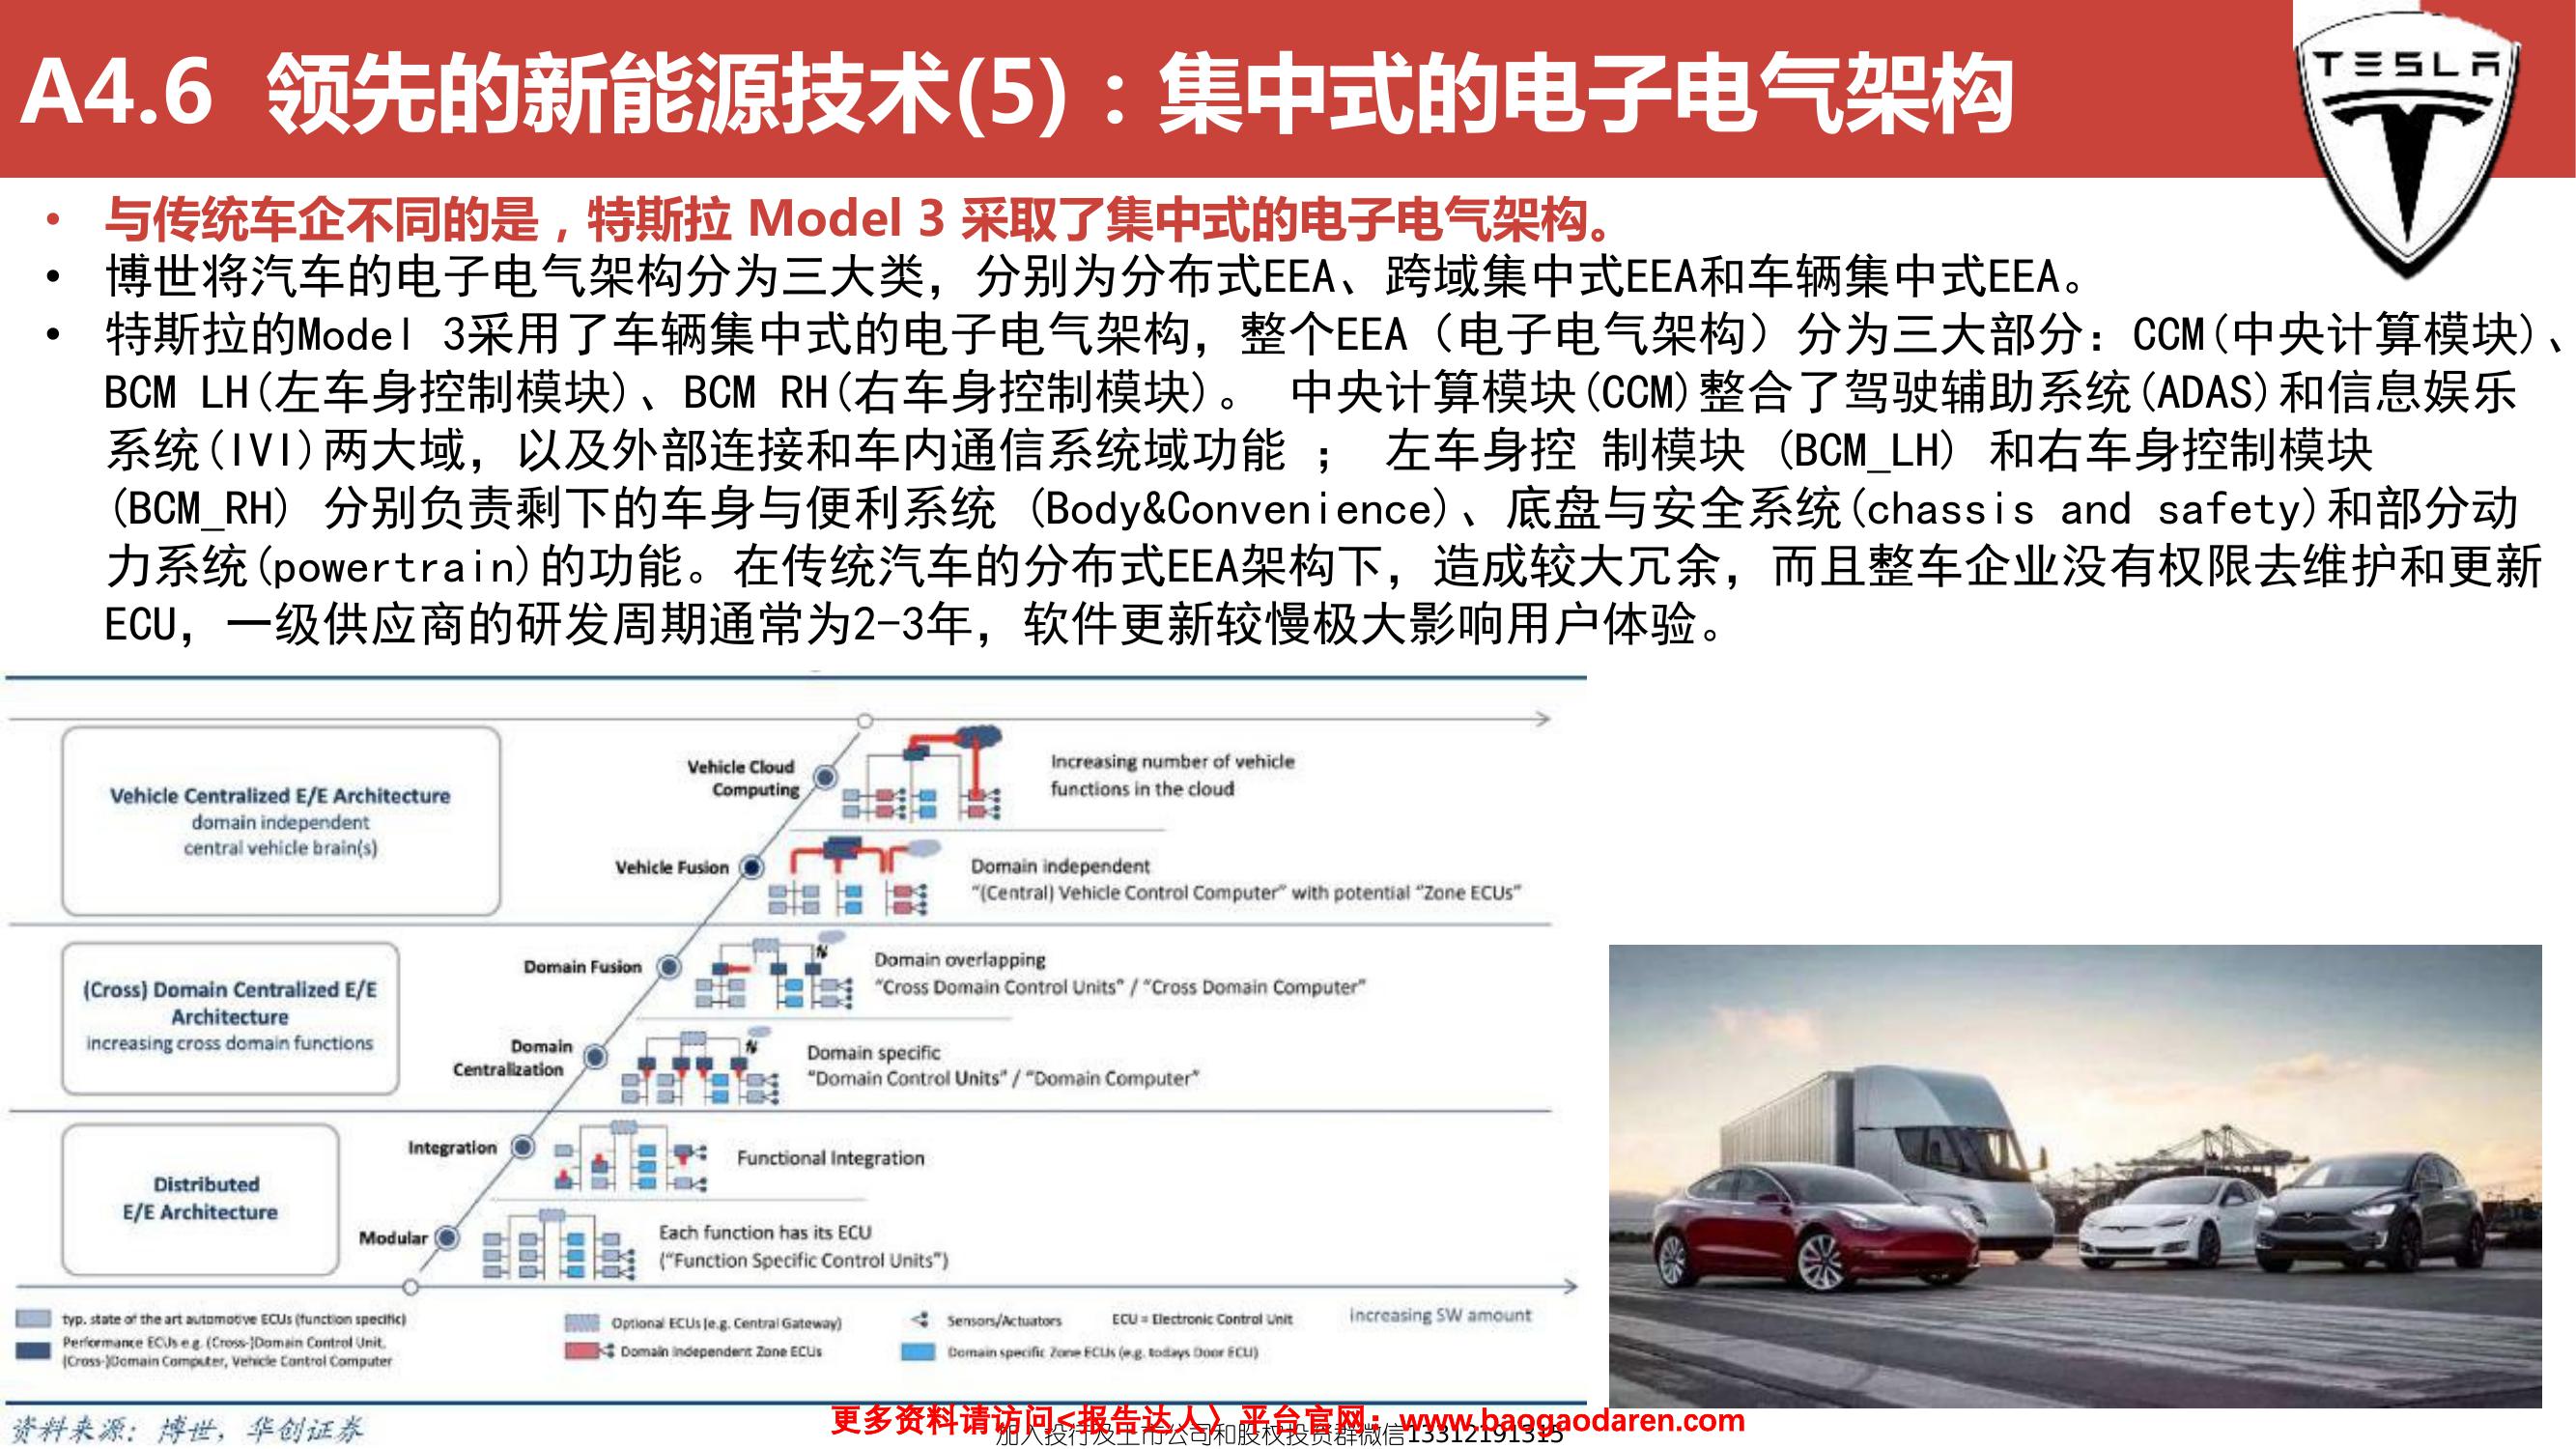 A4.6 领先的新能源技术(5)：集中式的电子电气架构
TESLA
• 与传统车企不同的是，特斯拉 Model 3 采取了集中式的电子电气架构。
• 博世将汽车的电子电气架构分为三大类，分别为分布式EEA、跨域集中式EEA和车辆集中式EEA。
• 特斯拉的Model 3采用了车辆集中式的电子电气架构，整个EEA（电子电气架构）分为三大部分：CCM(中央计算模块)、
BCM LH(左车身控制模块)、BCM RH(右车身控制模块)。 中央计算模块(CCM)整合了驾驶辅助系统(ADAS)和信息娱乐
系统(IVI)两大域，以及外部连接和车内通信系统域功能 ； 左车身控 制模块 (BCM_LH) 和右车身控制模块
(BCM_RH) 分别负责剩下的车身与便利系统 (Body&Convenience)、底盘与安全系统(chassis and safety)和部分动
力系统(powertrain)的功能。在传统汽车的分布式EEA架构下，造成较大冗余，而且整车企业没有权限去维护和更新
ECU，一级供应商的研发周期通常为2-3年，软件更新较慢极大影响用户体验。
Vehicle Centralized E/E Architecture
domain independent
central vehicle brain(s)
Vehicle Cloud
Computing
Increasing number of vehicle
functions in the cloud
Vehicle Fusion
Domain independent
“(Central) Vehicle Control Computer” with potential “Zone ECUs”
(Cross) Domain Centralized E/E
Architecture
increasing cross domain functions
Domain Fusion
Domain overlapping
“Cross Domain Control Units” / “Cross Domain Computer”
Domain
Centralization
Domain specific
“Domain Control Units” / “Domain Computer”
Distributed
E/E Architecture
Integration
Functional Integration
Modular
Each function has its ECU
(“Function Specific Control Units”)
typ. state of the art automotive ECUs (function specific)
Performance ECUs e.g. (Cross-)Domain Control Unit,
(Cross-)Domain Computer, Vehicle Control Computer
Optional ECUs (e.g. Central Gateway)
Domain Independent Zone ECUs
Sensors/Actuators
ECU = Electronic Control Unit
Domain specific Zone ECUs (e.g. todays Door ECU)
increasing SW amount
资料来源：博世，华创证券
更多资料请访问<报告达人〉平台官网：www.baogaodaren.com
加入投行及上市公司和股权投资群微信13312191315